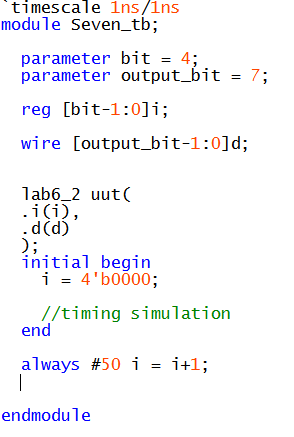 `timescale 1ns/1ns
module Seven_tb;
parameter bit = 4;
parameter output_bit = 7;
reg [bit-1:0]i;
wire [output_bit-1:0]d;
lab6_2 uut(
.i(i),
.d(d)
);
initial begin
i = 4'b0000;
//timing simulation
end
always #50 i = i+1;
endmodule